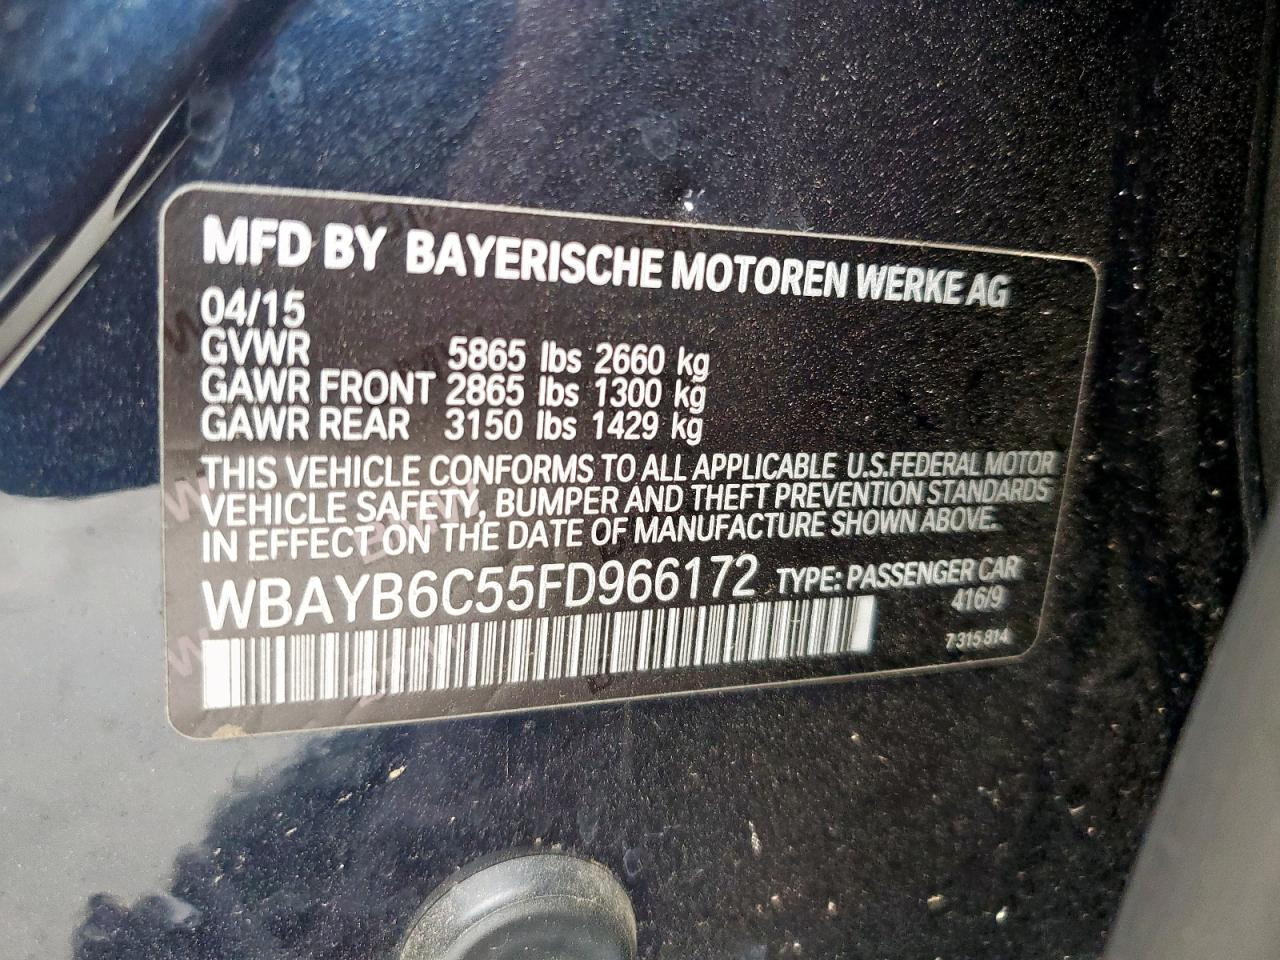 MFD BY BAYERISCHE MOTOREN WERKE AG
04/15
GVWR 5865 lbs 2660 kg
GAWR FRONT 2865 lbs 1300 kg
GAWR REAR 3150 lbs 1429 kg
THIS VEHICLE CONFORMS TO ALL APPLICABLE U.S.FEDERAL MOTOR
VEHICLE SAFETY, BUMPER AND THEFT PREVENTION STANDARDS
IN EFFECT ON THE DATE OF MANUFACTURE SHOWN ABOVE.
WBAYB6C55FD966172 TYPE: PASSENGER CAR
416/9
7 315 814